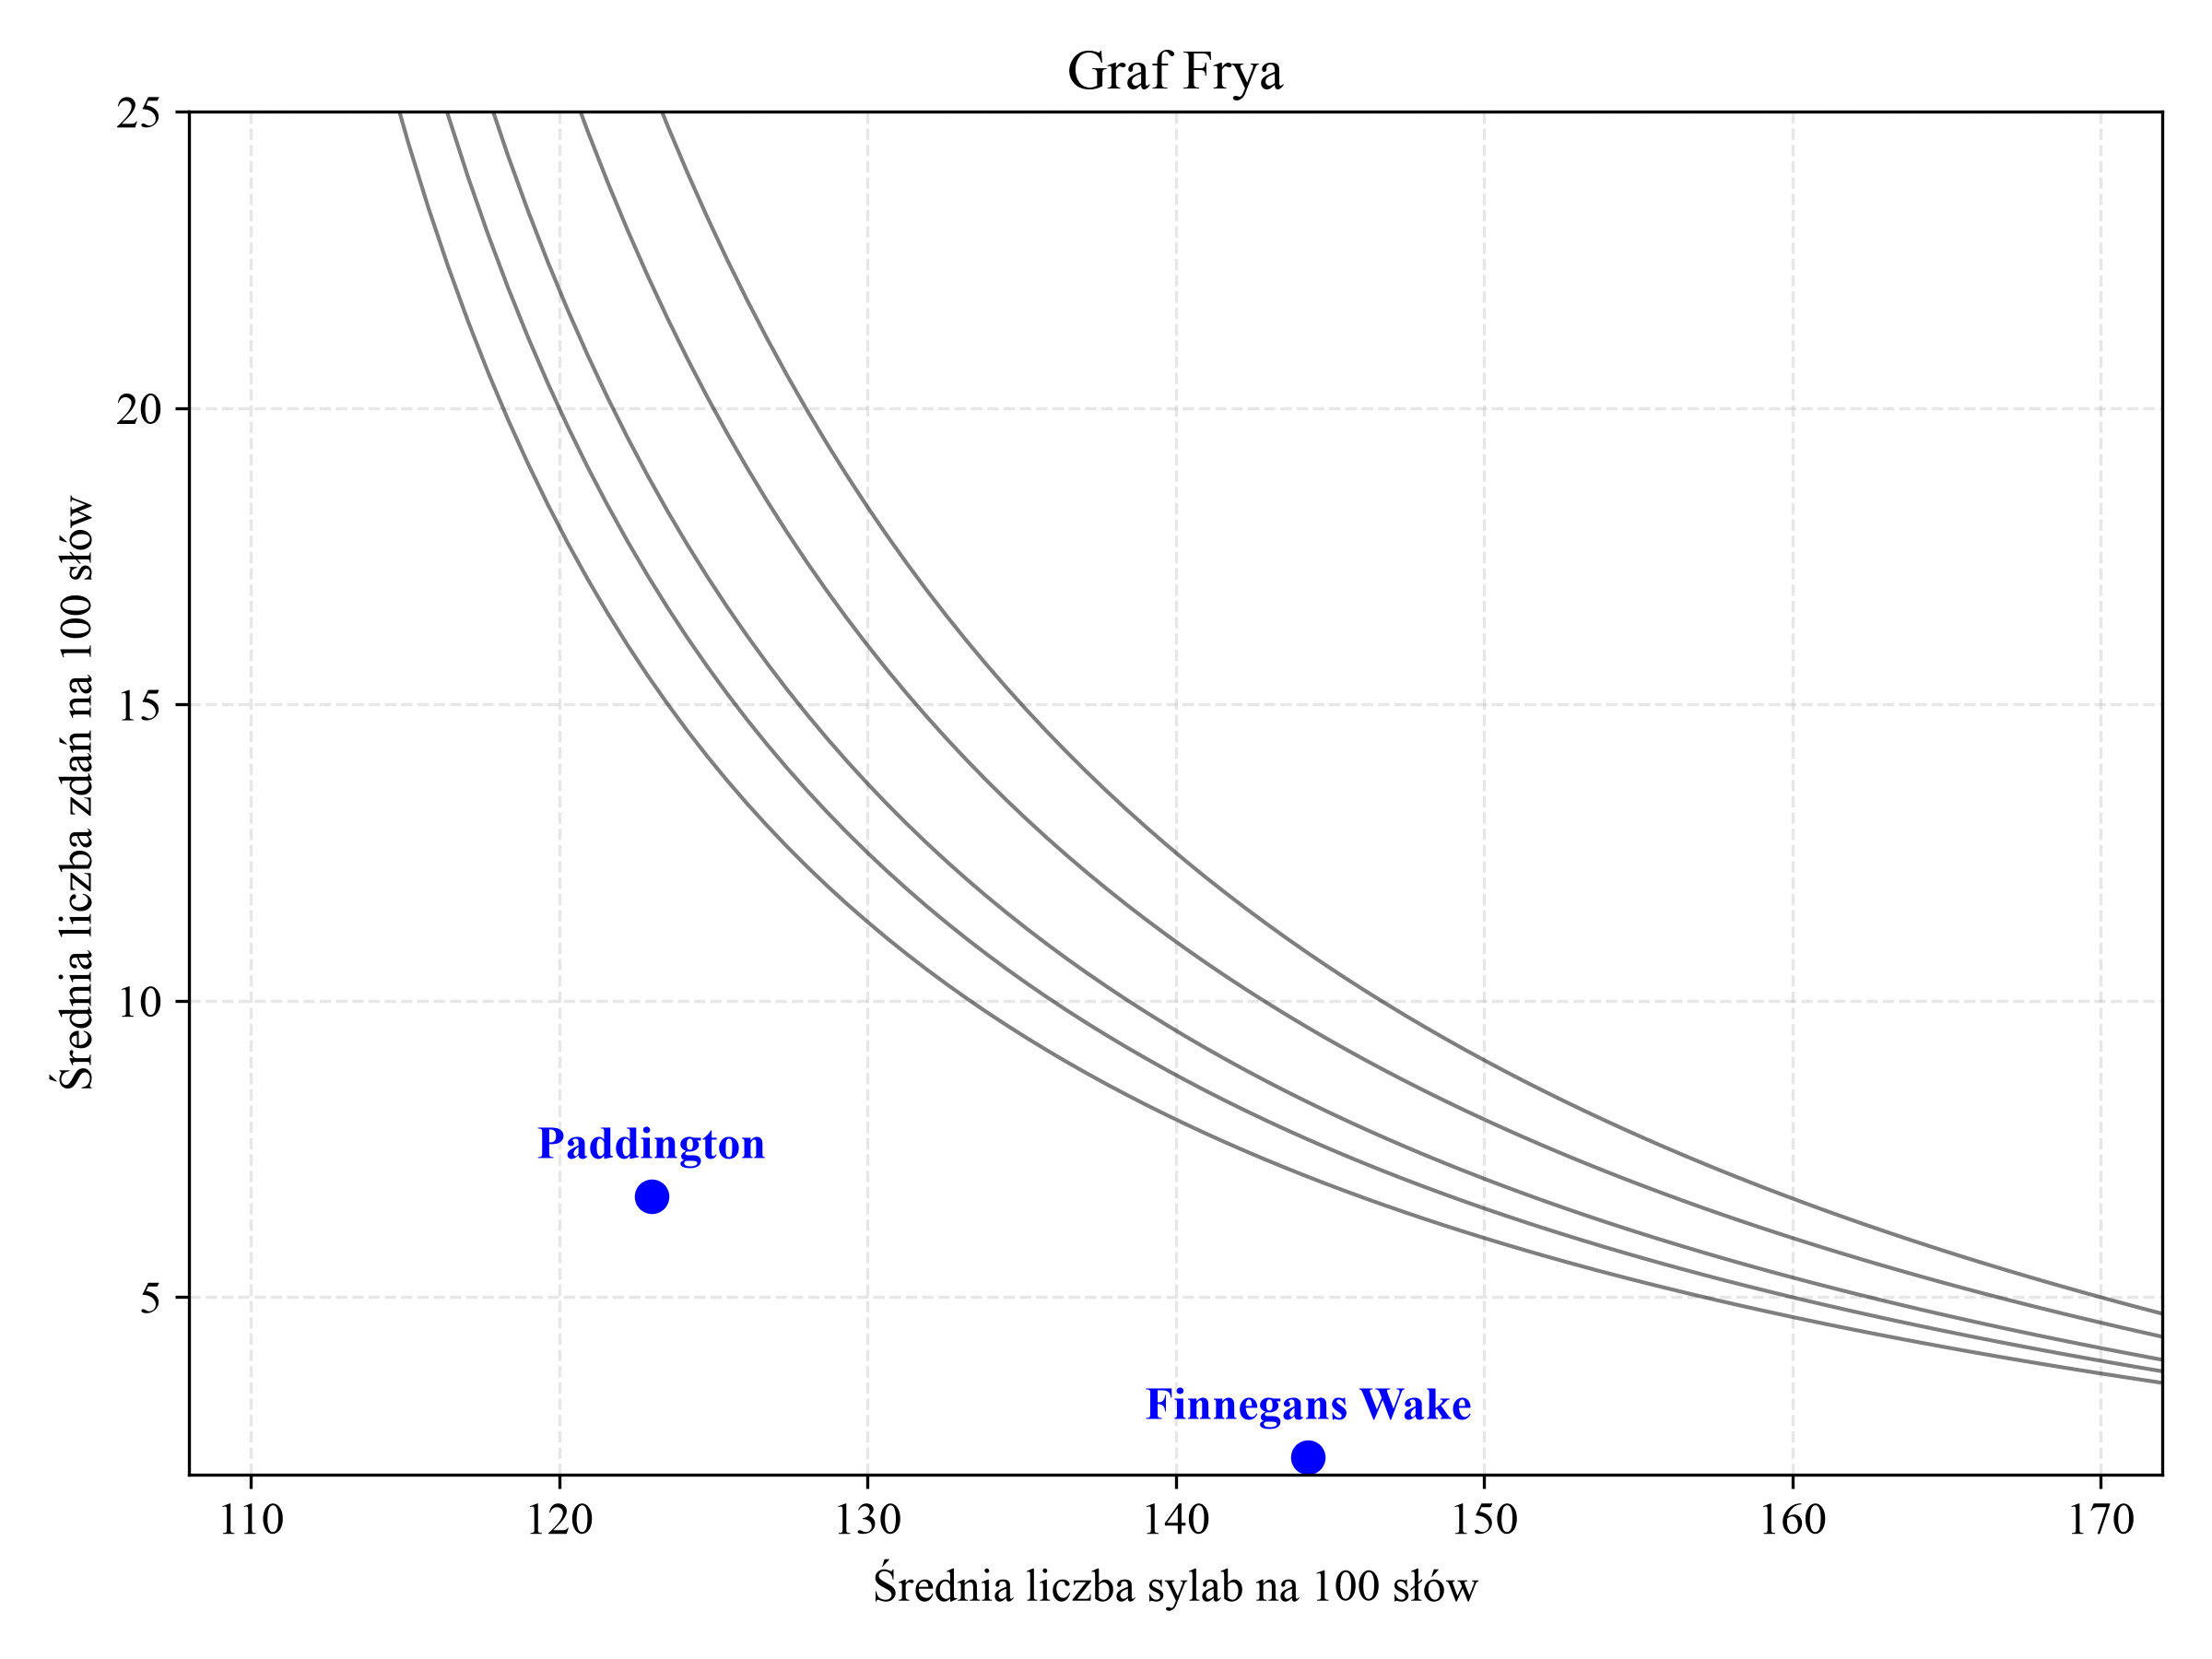 Graf Frya
25
20
15
10
5
Średnia liczba zdań na 100 słów
Paddington
Finnegans Wake
110 120 130 140 150 160 170
Średnia liczba sylab na 100 słów